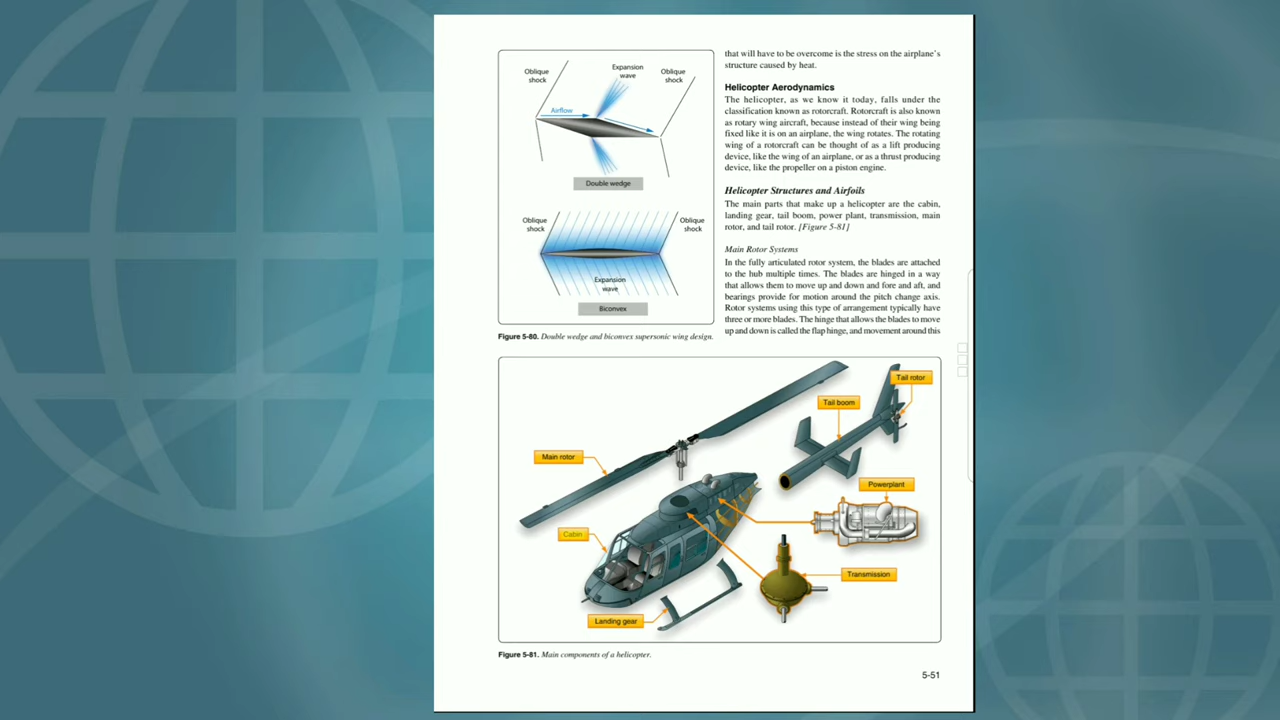 Oblique
shock
Expansion
wave
Oblique
shock
Airflow
Double wedge
Oblique
shock
Oblique
shock
Expansion
wave
Biconvex
Figure 5-80. Double wedge and biconvex supersonic wing design.
that will have to be overcome is the stress on the airplane's
structure caused by heat.
Helicopter Aerodynamics
The helicopter, as we know it today, falls under the
classification known as rotorcraft. Rotorcraft is also known
as rotary wing aircraft, because instead of their wing being
fixed like it is on an airplane, the wing rotates. The rotating
wing of a rotorcraft can be thought of as a lift producing
device, like the wing of an airplane, or as a thrust producing
device, like the propeller on a piston engine.
Helicopter Structures and Airfoils
The main parts that make up a helicopter are the cabin,
landing gear, tail boom, power plant, transmission, main
rotor, and tail rotor. [Figure 5-81]
Main Rotor Systems
In the fully articulated rotor system, the blades are attached
to the hub multiple times. The blades are hinged in a way
that allows them to move up and down and fore and aft, and
bearings provide for motion around the pitch change axis.
Rotor systems using this type of arrangement typically have
three or more blades. The hinge that allows the blades to move
up and down is called the flap hinge, and movement around this
Tail rotor
Tail boom
Main rotor
Powerplant
Cabin
Transmission
Landing gear
Figure 5-81. Main components of a helicopter.
5-51